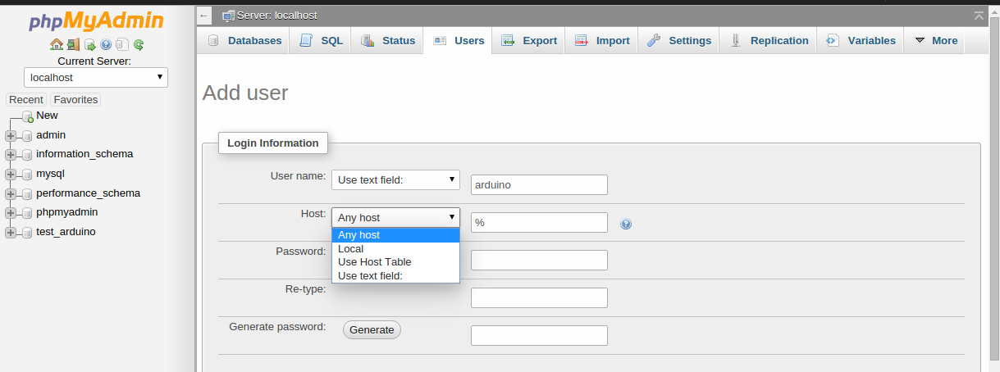 phpMyAdmin
Current Server:
localhost
Recent Favorites
New
admin
information_schema
mysql
performance_schema
phpmyadmin
test_arduino
← Server: localhost
Databases SQL Status Users Export Import Settings Replication Variables More
Add user
Login Information
User name: Use text field: arduino
Host: Any host %
Any host
Local
Use Host Table
Use text field:
Password:
Re-type:
Generate password: Generate